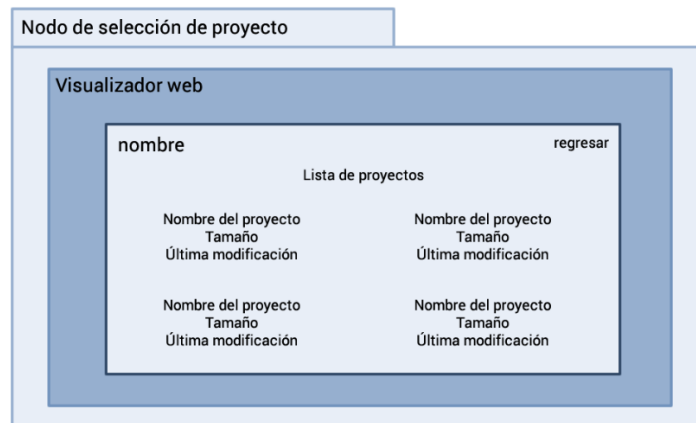 Nodo de selección de proyecto
Visualizador web
nombre
regresar
Lista de proyectos
Nombre del proyecto
Tamaño
Última modificación
Nombre del proyecto
Tamaño
Última modificación
Nombre del proyecto
Tamaño
Última modificación
Nombre del proyecto
Tamaño
Última modificación